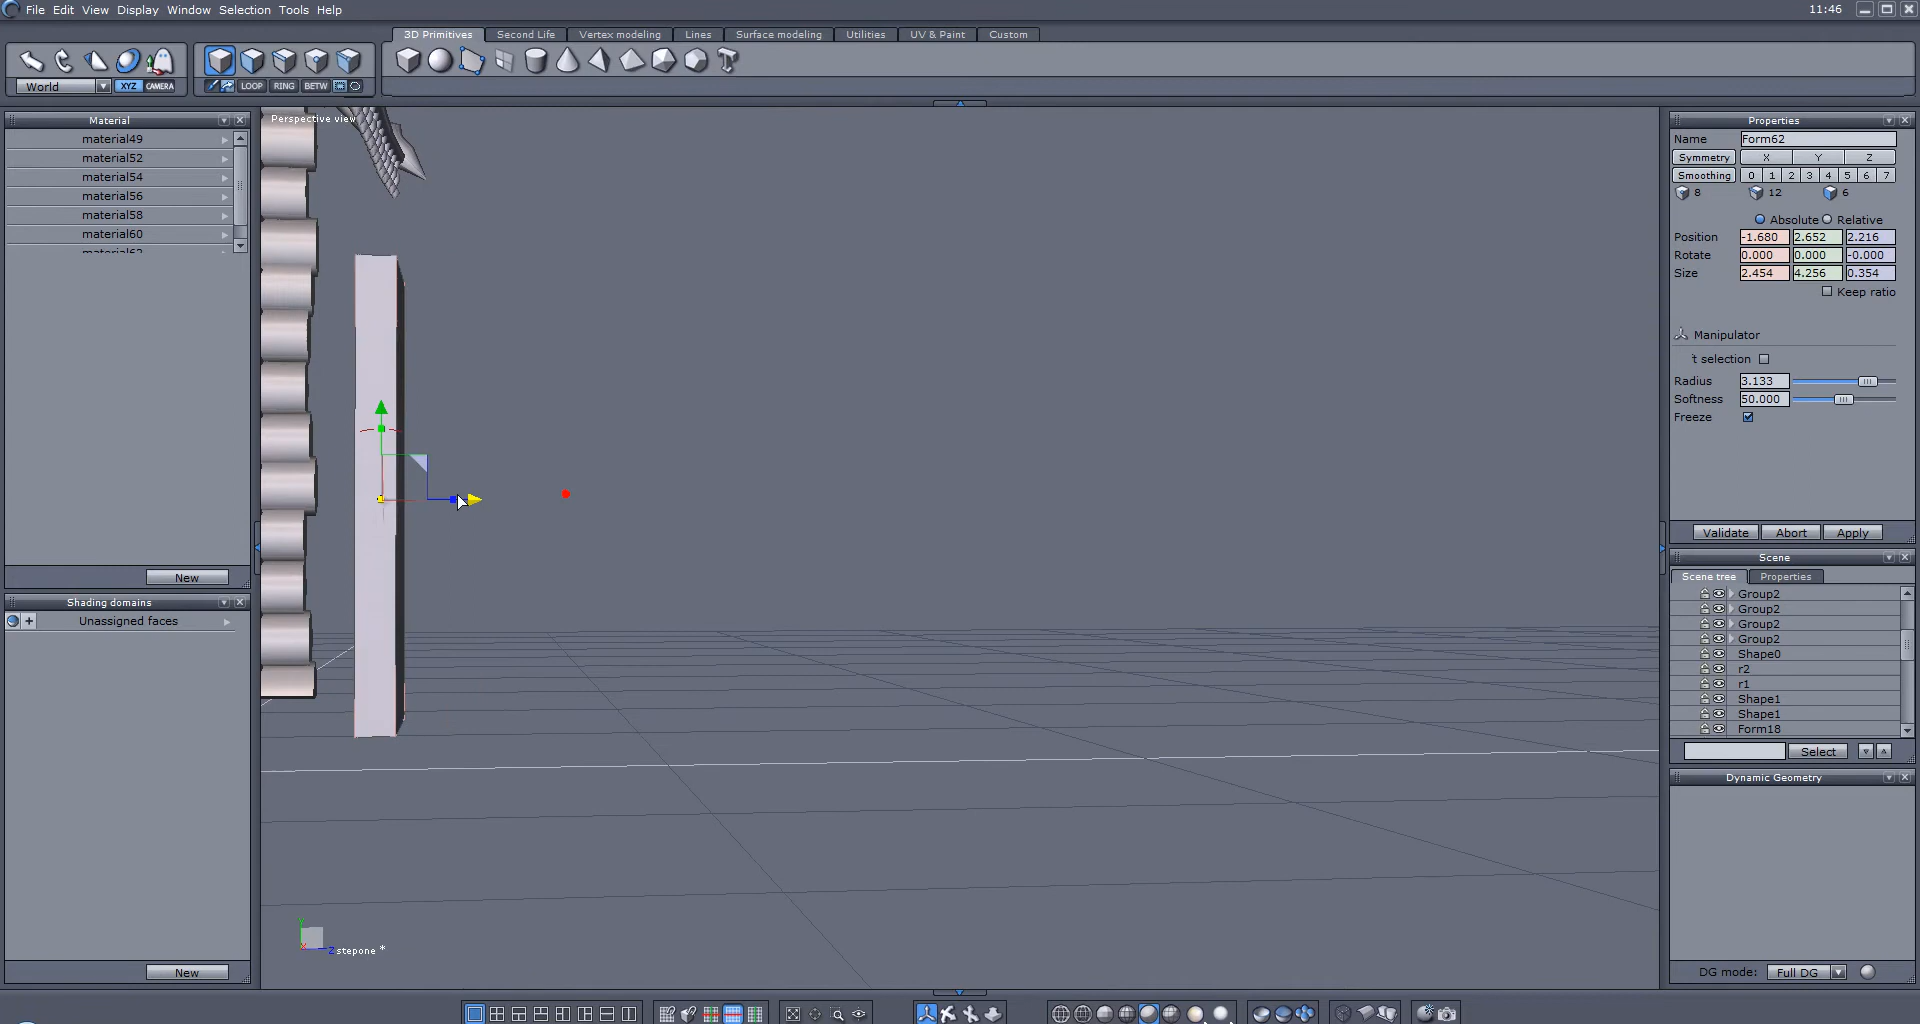 File Edit View Display Window Selection Tools Help
11:46
3D Primitives Second Life Vertex modeling Lines Surface modeling Utilities UV & Paint Custom
World XYZ CAMERA LOOP RING BETW
Material
material49
material52
material54
material56
material58
material60
New
Shading domains
Unassigned faces
New
Perspective view
Y
X
Z
stepone *
Properties
Name Form62
Symmetry X Y Z
Smoothing 0 1 2 3 4 5 6 7
8 12 6
Absolute Relative
Position -1.680 2.652 2.216
Rotate 0.000 0.000 -0.000
Size 2.454 4.256 0.354
Keep ratio
Manipulator
t selection
Radius 3.133
Softness 50.000
Freeze
Validate Abort Apply
Scene
Scene tree Properties
Group2
Group2
Group2
Group2
Shape0
r2
r1
Shape1
Shape1
Form18
Select
Dynamic Geometry
DG mode: Full DG